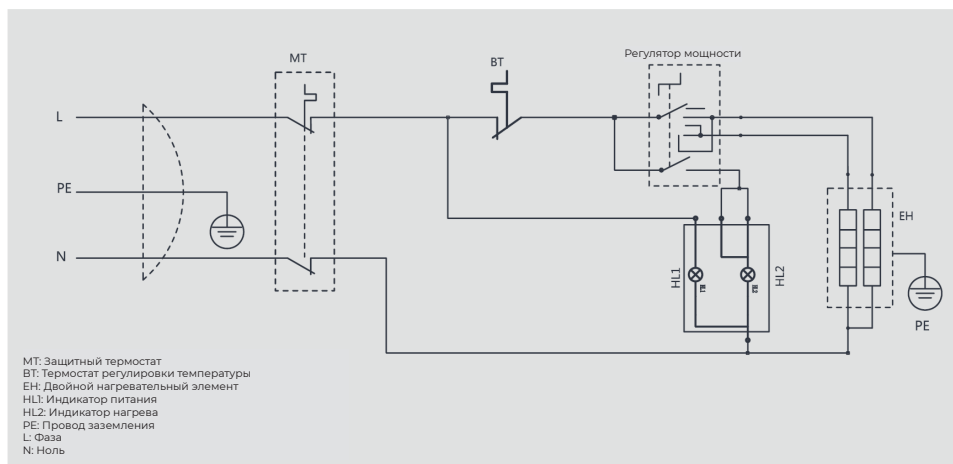 МТ
ВТ
Регулятор мощности
L
PE
N
EH
HL1
HL2
PE
МТ: Защитный термостат
ВТ: Термостат регулировки температуры
ЕН: Двойной нагревательный элемент
HL1: Индикатор питания
HL2: Индикатор нагрева
PE: Провод заземления
L: Фаза
N: Ноль